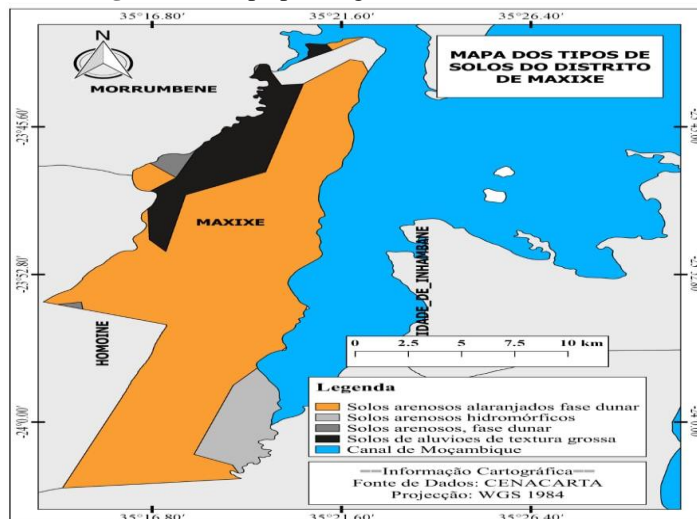 35°16.80'
35°21.60'
35°26.40'
N
MAPA DOS TIPOS DE
SOLOS DO DISTRITO
DE MAXIXE
MORRUMBENE
-23°45.60'
MAXIXE
-23°52.80'
HOMOINE
IDADE_DE_INHAMBANE
0 2.5 5 7.5 10 km
Legenda
Solos arenosos alaranjados fase dunar
Solos arenosos hidromórficos
Solos arenosos, fase dunar
Solos de aluvioes de textura grossa
Canal de Moçambique
-24°0.00'
==Informação Cartográfica==
Fonte de Dados: CENACARTA
Projecção: WGS 1984
35°16.80'
35°21.60'
35°26.40'